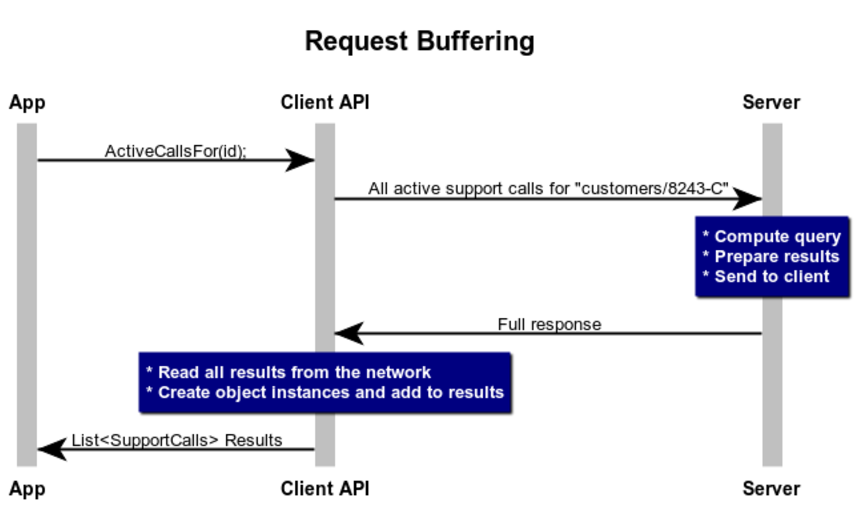 Request Buffering
App
Client API
Server
ActiveCallsFor(id);
All active support calls for "customers/8243-C"
* Compute query
* Prepare results
* Send to client
Full response
* Read all results from the network
* Create object instances and add to results
List<SupportCalls> Results
App
Client API
Server